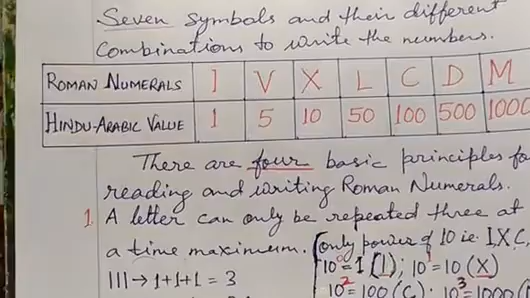 Seven symbols and their different
combinations to write the numbers.
ROMAN NUMERALS I V X L C D M
HINDU-ARABIC VALUE 1 5 10 50 100 500 1000
There are four basic principles fo
reading and writing Roman Numerals.
1. A letter can only be repeated three at
a time maximum. (only power of 10 ie. I, X, C,
III → 1+1+1 = 3 10⁰ = 1 (I); 10¹ = 10 (X)
10² = 100 (C); 10³ = 1000 (